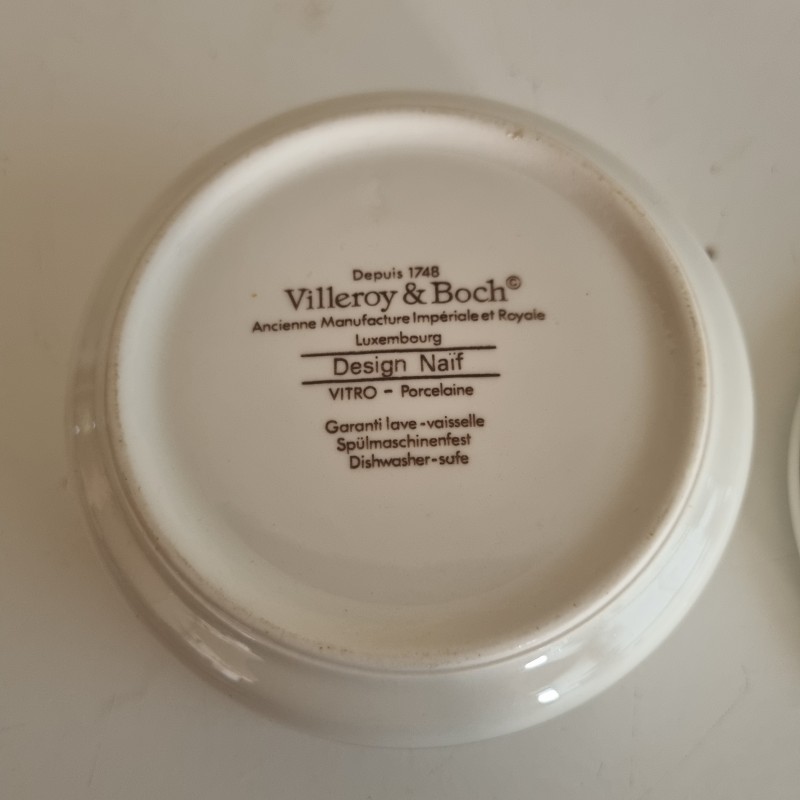 Depuis 1748
Villeroy & Boch©
Ancienne Manufacture Impériale et Royale
Luxembourg
Design Naïf
VITRO - Porcelaine
Garanti lave-vaisselle
Spülmaschinenfest
Dishwasher-safe